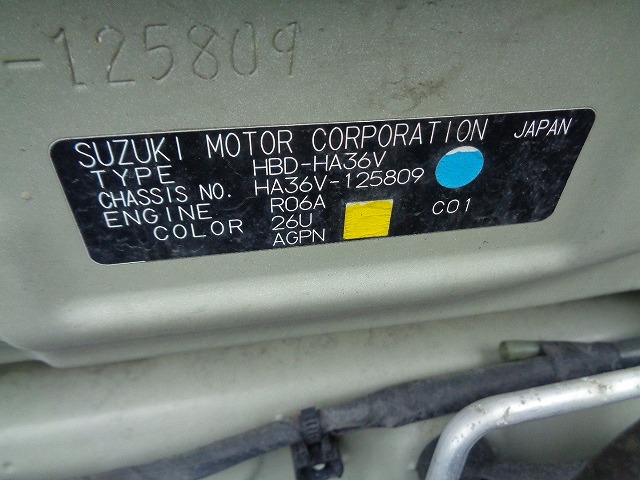 -125809
SUZUKI MOTOR CORPORATION JAPAN
TYPE HBD-HA36V
CHASSIS NO. HA36V-125809
ENGINE R06A
COLOR 26U C01
AGPN